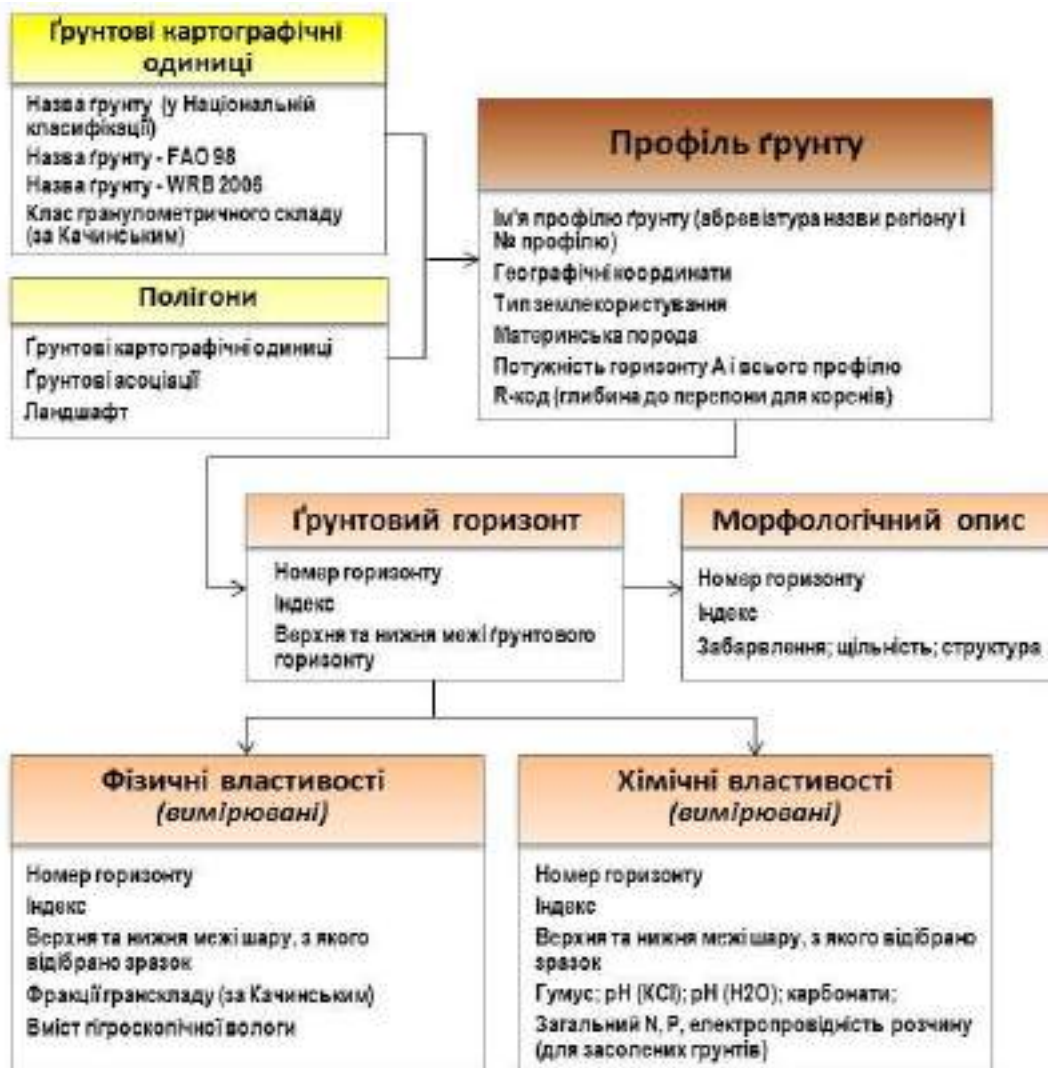 Ґрунтові картографічні
одиниці
Назва ґрунту (у Національній
класифікації)
Назва ґрунту - FAO 98
Назва ґрунту - WRB 2006
Клас гранулометричного складу
(за Качинським)
Полігони
Ґрунтові картографічні одиниці
Ґрунтові асоціації
Ландшафт
Профіль ґрунту
Ім'я профілю ґрунту (абревіатура назви регіону і
№ профілю)
Географічні координати
Тип землекористування
Материнська порода
Потужність горизонту А і всього профілю
R-код (глибина до перепони для коренів)
Ґрунтовий горизонт
Номер горизонту
Індекс
Верхня та нижня межі ґрунтового
горизонту
Морфологічний опис
Номер горизонту
Індекс
Забарвлення; щільність; структура
Фізичні властивості
(вимірювані)
Номер горизонту
Індекс
Верхня та нижня межі шару, з якого
відібрано зразок
Фракції гранскладу (за Качинським)
Вміст гігроскопічної вологи
Хімічні властивості
(вимірювані)
Номер горизонту
Індекс
Верхня та нижня межі шару, з якого відібрано
зразок
Гумус; pH (KCl); pH (H2O); карбонати;
Загальний N, P, електропровідність розчину
(для засолених ґрунтів)